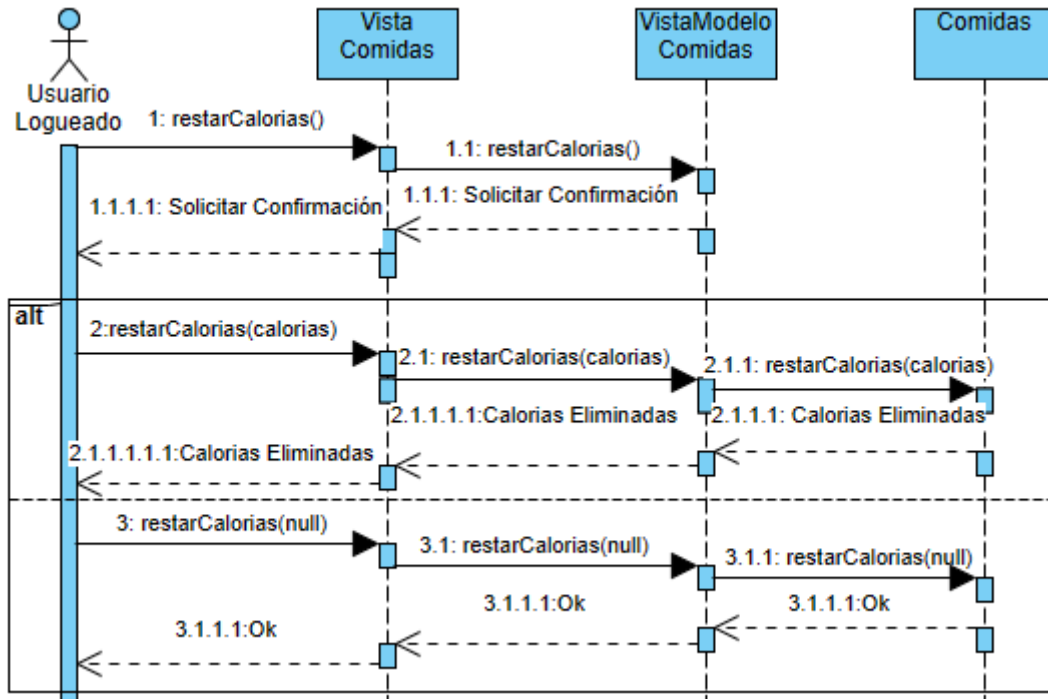 Vista
Comidas
VistaModelo
Comidas
Comidas
Usuario
Logueado
1: restarCalorias()
1.1: restarCalorias()
1.1.1: Solicitar Confirmación
1.1.1.1: Solicitar Confirmación
alt
2:restarCalorias(calorias)
2.1: restarCalorias(calorias)
2.1.1: restarCalorias(calorias)
2.1.1.1: Calorias Eliminadas
2.1.1.1.1:Calorias Eliminadas
2.1.1.1.1.1:Calorias Eliminadas
3: restarCalorias(null)
3.1: restarCalorias(null)
3.1.1: restarCalorias(null)
3.1.1.1:Ok
3.1.1.1:Ok
3.1.1.1:Ok